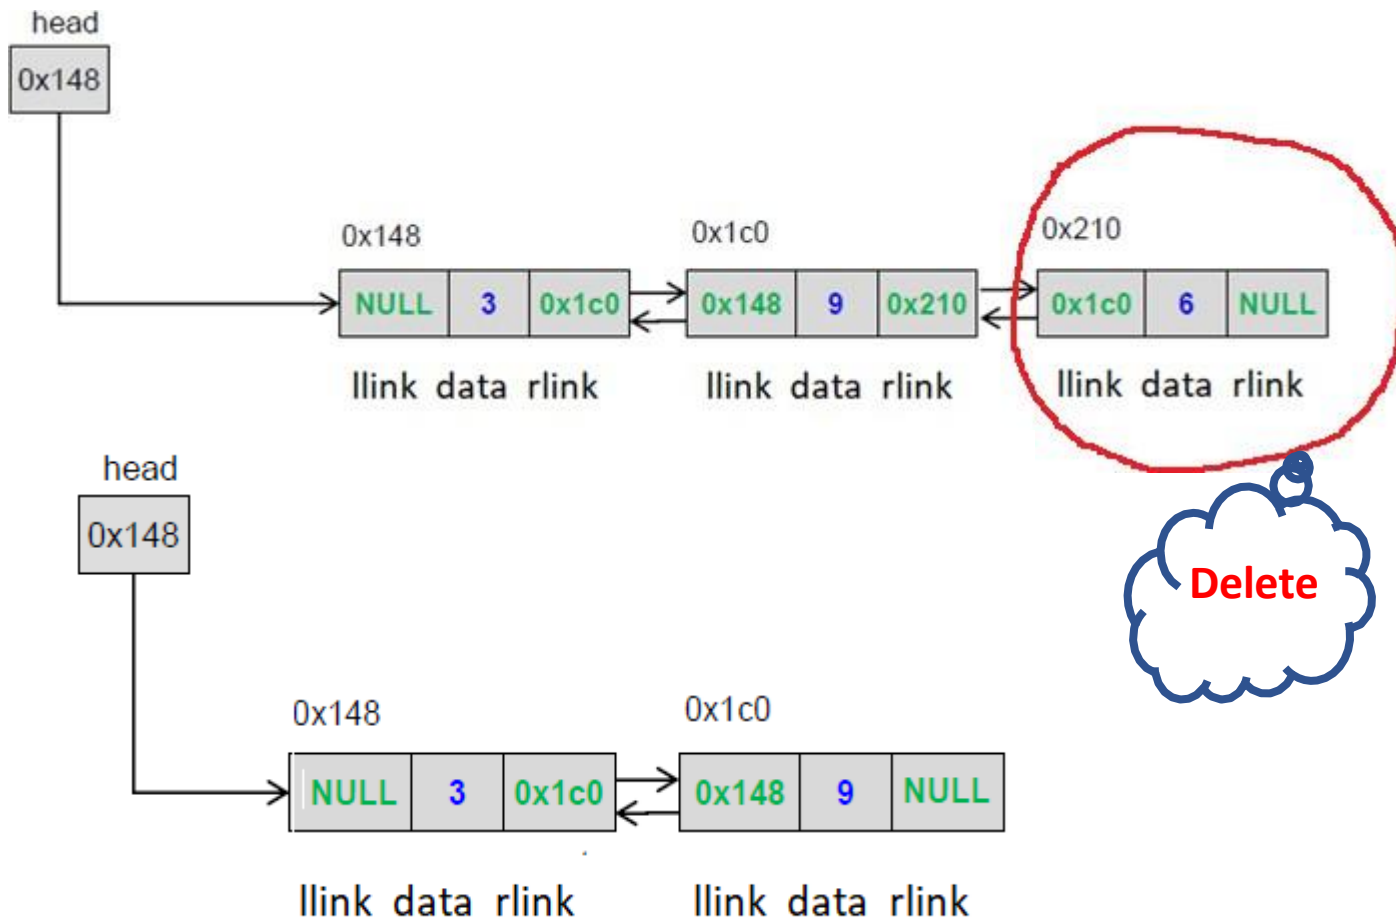 head
0x148
0x148 0x1c0 0x210
NULL 3 0x1c0 0x148 9 0x210 0x1c0 6 NULL
llink data rlink llink data rlink llink data rlink
head
0x148
Delete
0x148 0x1c0
NULL 3 0x1c0 0x148 9 NULL
llink data rlink llink data rlink